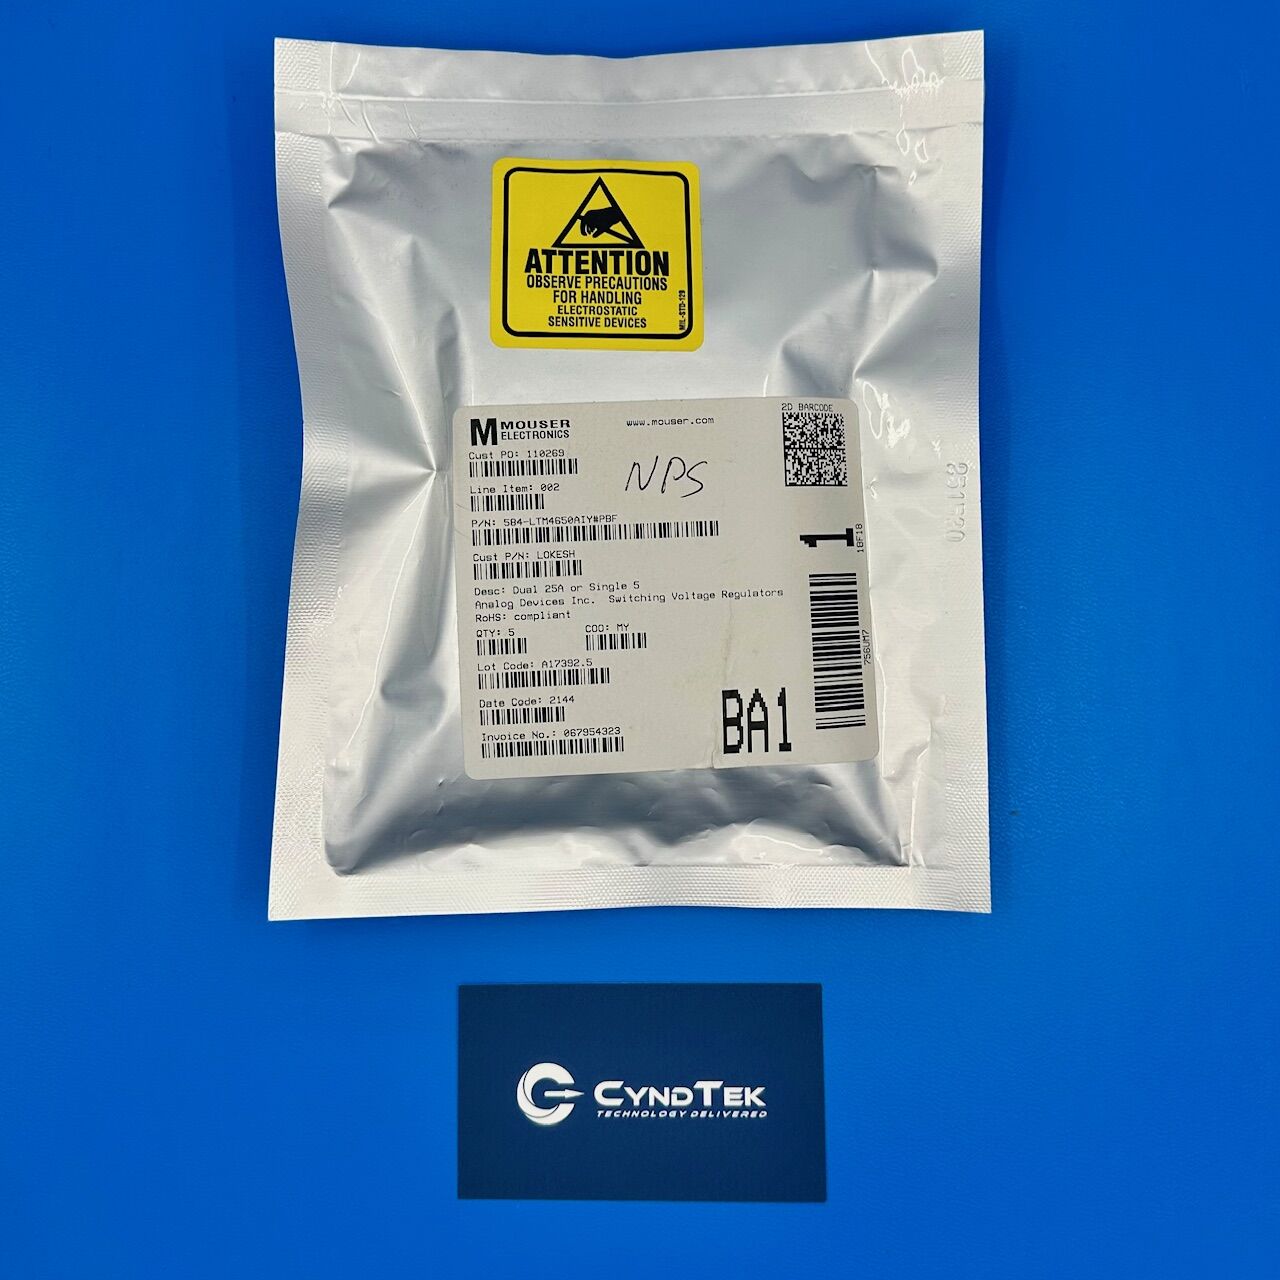 ATTENTION
OBSERVE PRECAUTIONS
FOR HANDLING
ELECTROSTATIC
SENSITIVE DEVICES
MIL-STD-129
M MOUSER
ELECTRONICS
www.mouser.com
2D BARCODE
Cust PO: 110269
NPS
Line Item: 002
P/N: 584-LTM4650AIY#PBF
Cust P/N: LOKESH
Desc: Dual 25A or Single 5
Analog Devices Inc. Switching Voltage Regulators
RoHS: compliant
QTY: 5 COO: MY
Lot Code: A17392.5
Date Code: 2144
Invoice No.: 067954323
1
18F18
756UM7
BA1
CYNDTEK
TECHNOLOGY DELIVERED